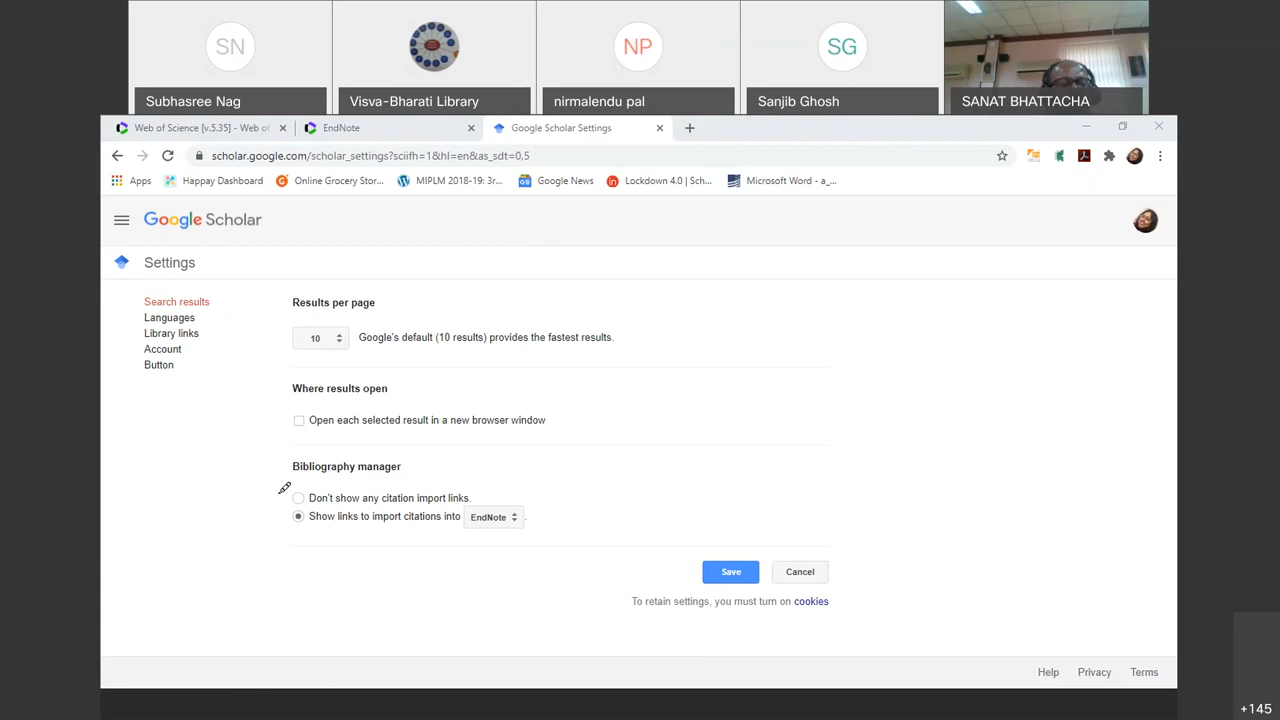 SN
NP
SG
Subhasree Nag
Visva-Bharati Library
nirmalendu pal
Sanjib Ghosh
SANAT BHATTACHA
Web of Science [v.5.35] - Web of
EndNote
Google Scholar Settings
scholar.google.com/scholar_settings?sciifh=1&hl=en&as_sdt=0,5
Apps
Happay Dashboard
Online Grocery Stor...
MIPLM 2018-19: 3r...
Google News
Lockdown 4.0 | Sch...
Microsoft Word - a_...
Google Scholar
Settings
Search results
Languages
Library links
Account
Button
Results per page
10 Google's default (10 results) provides the fastest results.
Where results open
Open each selected result in a new browser window
Bibliography manager
Don't show any citation import links.
Show links to import citations into EndNote .
Save Cancel
To retain settings, you must turn on cookies
Help Privacy Terms
+145